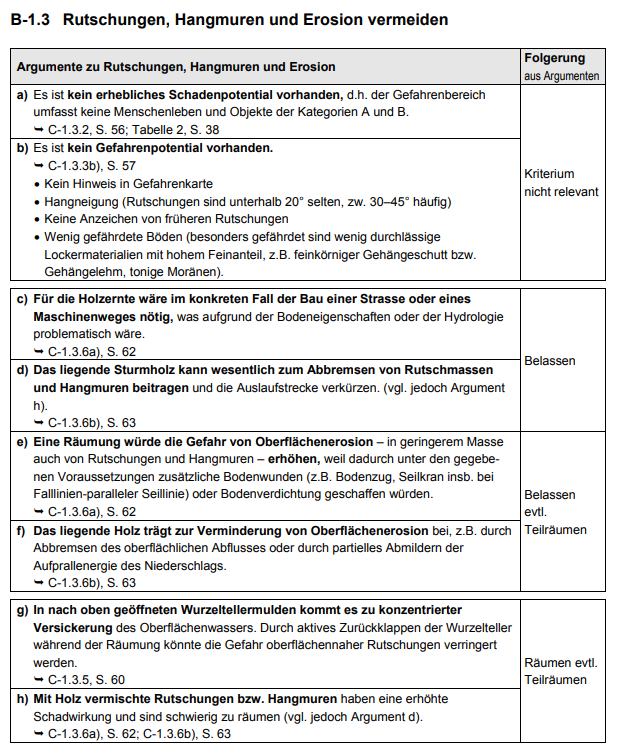 B-1.3 Rutschungen, Hangmuren und Erosion vermeiden
Argumente zu Rutschungen, Hangmuren und Erosion
Folgerung
aus Argumenten
a) Es ist kein erhebliches Schadenpotential vorhanden, d.h. der Gefahrenbereich
umfasst keine Menschenleben und Objekte der Kategorien A und B.
➥ C-1.3.2, S. 56; Tabelle 2, S. 38
b) Es ist kein Gefahrenpotential vorhanden.
➥ C-1.3.3b), S. 57
• Kein Hinweis in Gefahrenkarte
• Hangneigung (Rutschungen sind unterhalb 20° selten, zw. 30–45° häufig)
• Keine Anzeichen von früheren Rutschungen
• Wenig gefährdete Böden (besonders gefährdet sind wenig durchlässige
Lockermaterialien mit hohem Feinanteil, z.B. feinkörniger Gehängeschutt bzw.
Gehängelehm, tonige Moränen).
Kriterium
nicht relevant
c) Für die Holzernte wäre im konkreten Fall der Bau einer Strasse oder eines
Maschinenweges nötig, was aufgrund der Bodeneigenschaften oder der Hydrologie
problematisch wäre.
➥ C-1.3.6a), S. 62
d) Das liegende Sturmholz kann wesentlich zum Abbremsen von Rutschmassen
und Hangmuren beitragen und die Auslaufstrecke verkürzen. (vgl. jedoch Argument
h).
➥ C-1.3.6b), S. 63
Belassen
e) Eine Räumung würde die Gefahr von Oberflächenerosion – in geringerem Masse
auch von Rutschungen und Hangmuren – erhöhen, weil dadurch unter den gegebe-
nen Voraussetzungen zusätzliche Bodenwunden (z.B. Bodenzug, Seilkran insb. bei
Falllinien-paralleler Seillinie) oder Bodenverdichtung geschaffen würden.
➥ C-1.3.6a), S. 62
f) Das liegende Holz trägt zur Verminderung von Oberflächenerosion bei, z.B. durch
Abbremsen des oberflächlichen Abflusses oder durch partielles Abmildern der
Aufprallenergie des Niederschlags.
➥ C-1.3.6b), S. 63
Belassen
evtl.
Teilräumen
g) In nach oben geöffneten Wurzeltellermulden kommt es zu konzentrierter
Versickerung des Oberflächenwassers. Durch aktives Zurückklappen der Wurzelteller
während der Räumung könnte die Gefahr oberflächennaher Rutschungen verringert
werden.
➥ C-1.3.5, S. 60
h) Mit Holz vermischte Rutschungen bzw. Hangmuren haben eine erhöhte
Schadwirkung und sind schwierig zu räumen (vgl. jedoch Argument d).
➥ C-1.3.6a), S. 62; C-1.3.6b), S. 63
Räumen evtl.
Teilräumen